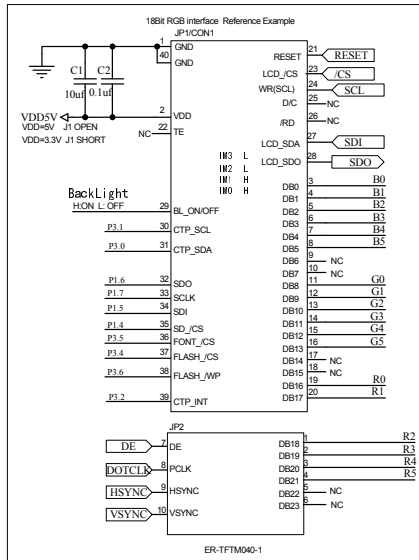 18Bit RGB interface  Reference Example
JP1/CON1
1 GND
40 GND
C1 C2
10uf 0.1uf
VDD5V 2 VDD
VDD=5V J1 OPEN
VDD=3.3V J1 SHORT
NC 22 TE
IM3 L
IM2 L
IM1 H
IM0 H
BackLight
H:ON L: OFF
29 BL_ON/OFF
P3.1 30 CTP_SCL
P3.0 31 CTP_SDA
P1.6 32 SDO
P1.7 33 SCLK
P1.5 34 SDI
P1.4 35 SD_/CS
P3.5 36 FONT_/CS
P3.4 37 FLASH_/CS
P3.6 38 FLASH_/WP
P3.2 39 CTP_INT
RESET 21 RESET
LCD_/CS 23 /CS
WR(SCL) 24 SCL
D/C 25 NC
/RD 26 NC
LCD_SDA 27 SDI
LCD_SDO 28 SDO
DB0 3 B0
DB1 4 B1
DB2 5 B2
DB3 6 B3
DB4 7 B4
DB5 8 B5
DB6 9 NC
DB7 10 NC
DB8 11 G0
DB9 12 G1
DB10 13 G2
DB11 14 G3
DB12 15 G4
DB13 16 G5
DB14 17 NC
DB15 18 NC
DB16 19 R0
DB17 20 R1
JP2
DE 7 DE
DOTCLK 8 PCLK
HSYNC 9 HSYNC
VSYNC 10 VSYNC
DB18 1 R2
DB19 2 R3
DB20 3 R4
DB21 4 R5
DB22 5 NC
DB23 6 NC
ER-TFTM040-1